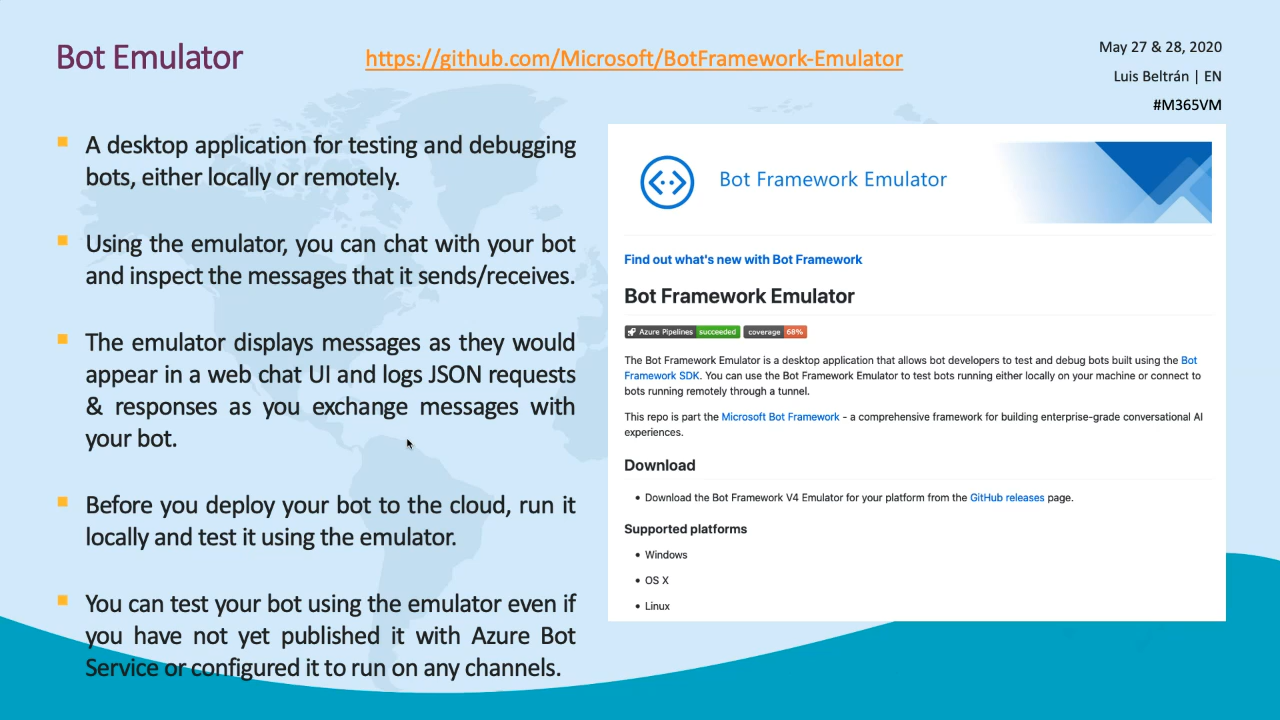 Bot Emulator
https://github.com/Microsoft/BotFramework-Emulator
May 27 & 28, 2020
Luis Beltrán | EN
#M365VM
A desktop application for testing and debugging
bots, either locally or remotely.
Using the emulator, you can chat with your bot
and inspect the messages that it sends/receives.
The emulator displays messages as they would
appear in a web chat UI and logs JSON requests
& responses as you exchange messages with
your bot.
Before you deploy your bot to the cloud, run it
locally and test it using the emulator.
You can test your bot using the emulator even if
you have not yet published it with Azure Bot
Service or configured it to run on any channels.
Bot Framework Emulator
Find out what's new with Bot Framework
Bot Framework Emulator
Azure Pipelines succeeded coverage 68%
The Bot Framework Emulator is a desktop application that allows bot developers to test and debug bots built using the Bot
Framework SDK. You can use the Bot Framework Emulator to test bots running either locally on your machine or connect to
bots running remotely through a tunnel.
This repo is part the Microsoft Bot Framework - a comprehensive framework for building enterprise-grade conversational AI
experiences.
Download
• Download the Bot Framework V4 Emulator for your platform from the GitHub releases page.
Supported platforms
• Windows
• OS X
• Linux